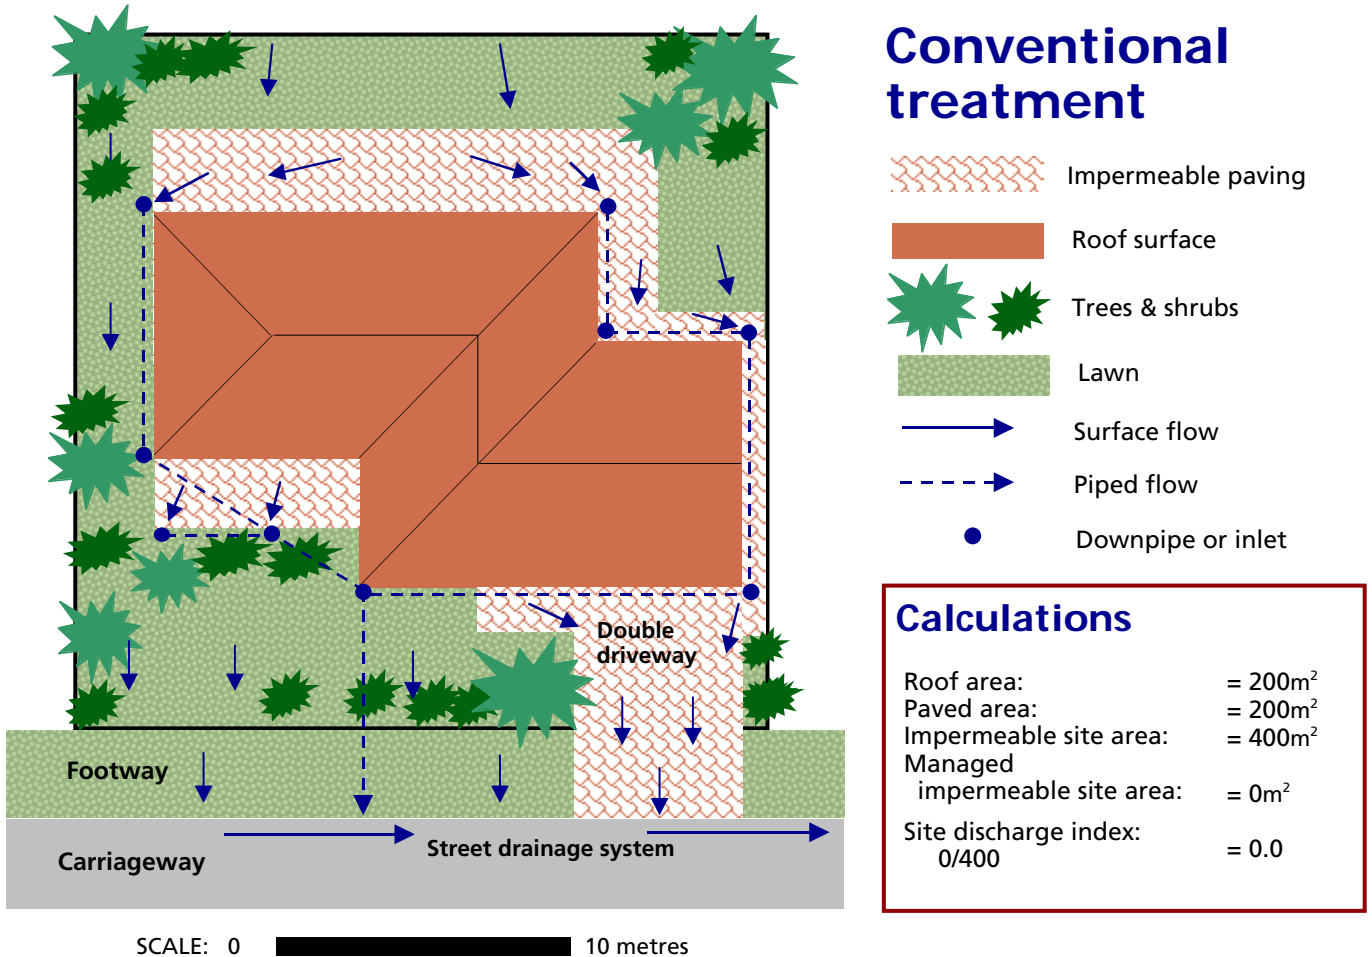 Conventional
treatment
Impermeable paving
Roof surface
Trees & shrubs
Lawn
Surface flow
Piped flow
Downpipe or inlet
Double
driveway
Footway
Carriageway
Street drainage system
SCALE: 0 10 metres
Calculations
Roof area: = 200m²
Paved area: = 200m²
Impermeable site area: = 400m²
Managed
impermeable site area: = 0m²
Site discharge index:
0/400 = 0.0